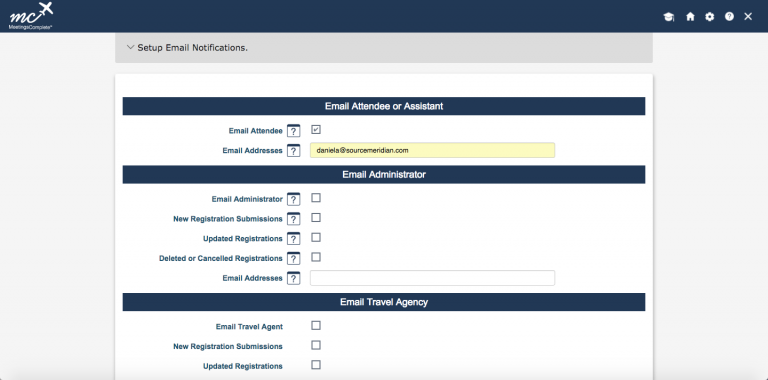 mc
MeetingsComplete®
Setup Email Notifications.
Email Attendee or Assistant
Email Attendee ?
Email Addresses ? daniela@sourcemeridian.com
Email Administrator
Email Administrator ?
New Registration Submissions ?
Updated Registrations ?
Deleted or Cancelled Registrations ?
Email Addresses ?
Email Travel Agency
Email Travel Agent
New Registration Submissions
Updated Registrations